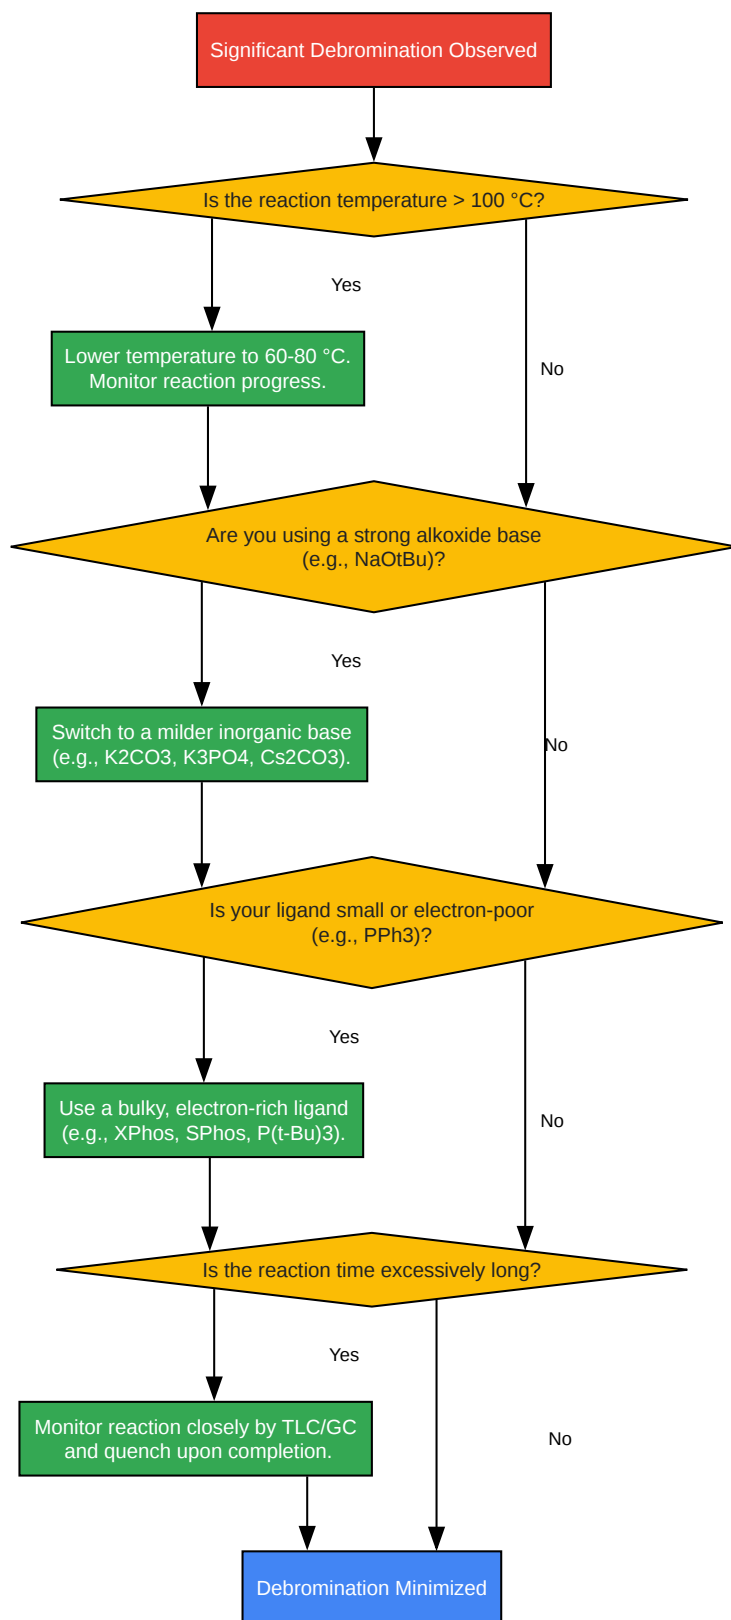 Significant Debromination Observed
Is the reaction temperature > 100 °C?
Yes
Lower temperature to 60-80 °C.
Monitor reaction progress.
No
Are you using a strong alkoxide base
(e.g., NaOtBu)?
Yes
Switch to a milder inorganic base
(e.g., K2CO3, K3PO4, Cs2CO3).
No
Is your ligand small or electron-poor
(e.g., PPh3)?
Yes
Use a bulky, electron-rich ligand
(e.g., XPhos, SPhos, P(t-Bu)3).
No
Is the reaction time excessively long?
Yes
Monitor reaction closely by TLC/GC
and quench upon completion.
No
Debromination Minimized